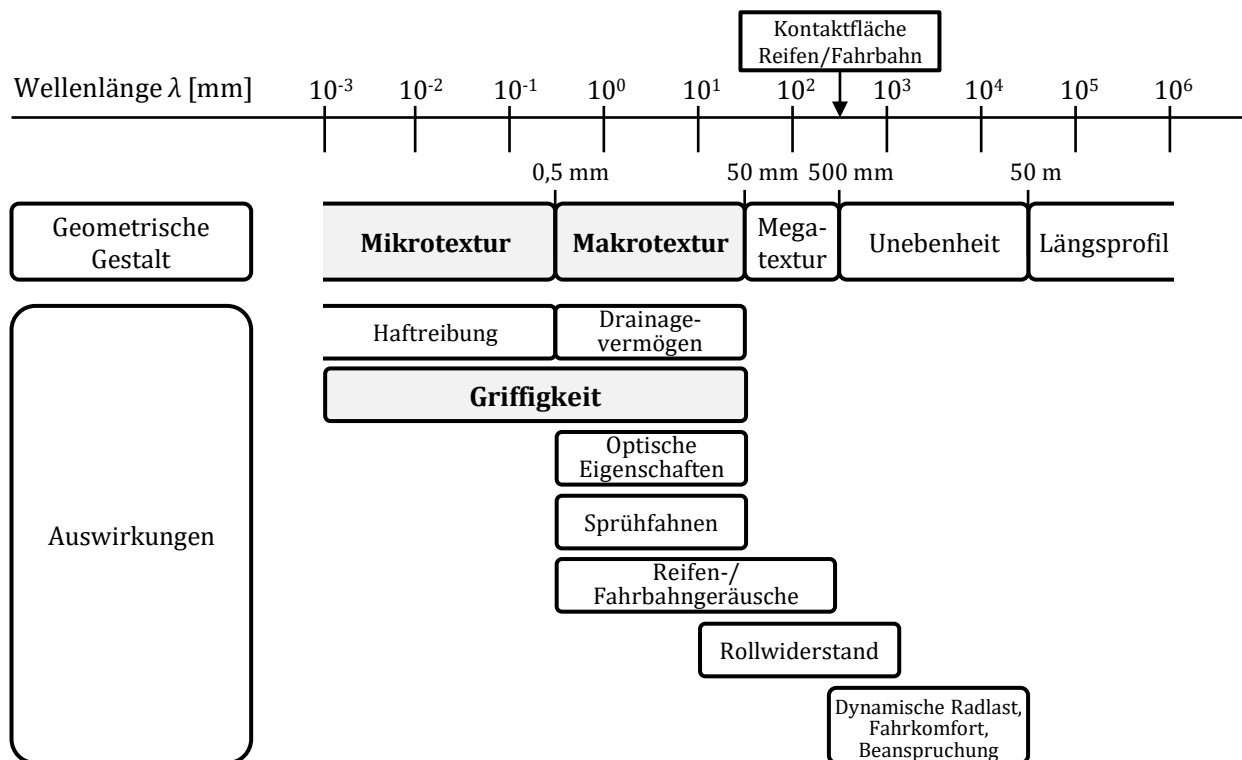 Kontaktfläche
Reifen/Fahrbahn
Wellenlänge λ [mm] 10⁻³ 10⁻² 10⁻¹ 10⁰ 10¹ 10² 10³ 10⁴ 10⁵ 10⁶
0,5 mm 50 mm 500 mm 50 m
Geometrische
Gestalt
Mikrotextur
Makrotextur
Mega-
textur
Unebenheit
Längsprofil
Auswirkungen
Haftreibung
Drainage-
vermögen
Griffigkeit
Optische
Eigenschaften
Sprühfahnen
Reifen-/
Fahrbahngeräusche
Rollwiderstand
Dynamische Radlast,
Fahrkomfort,
Beanspruchung